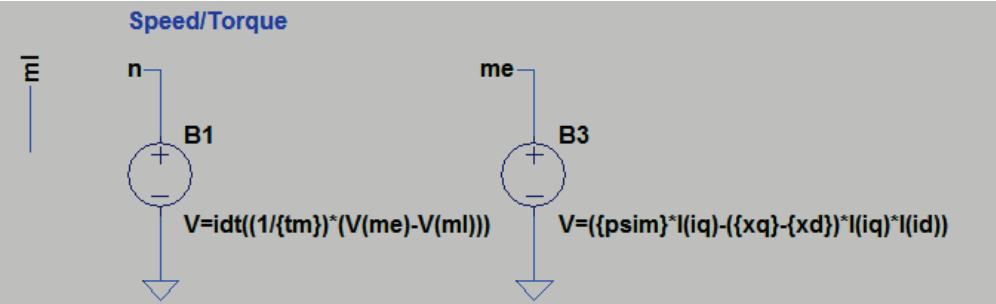 Speed/Torque
ml
n
me
B1
B3
V=idt((1/{tm})*(V(me)-V(ml)))
V=({psim}*I(iq)-({xq}-{xd})*I(iq)*I(id))